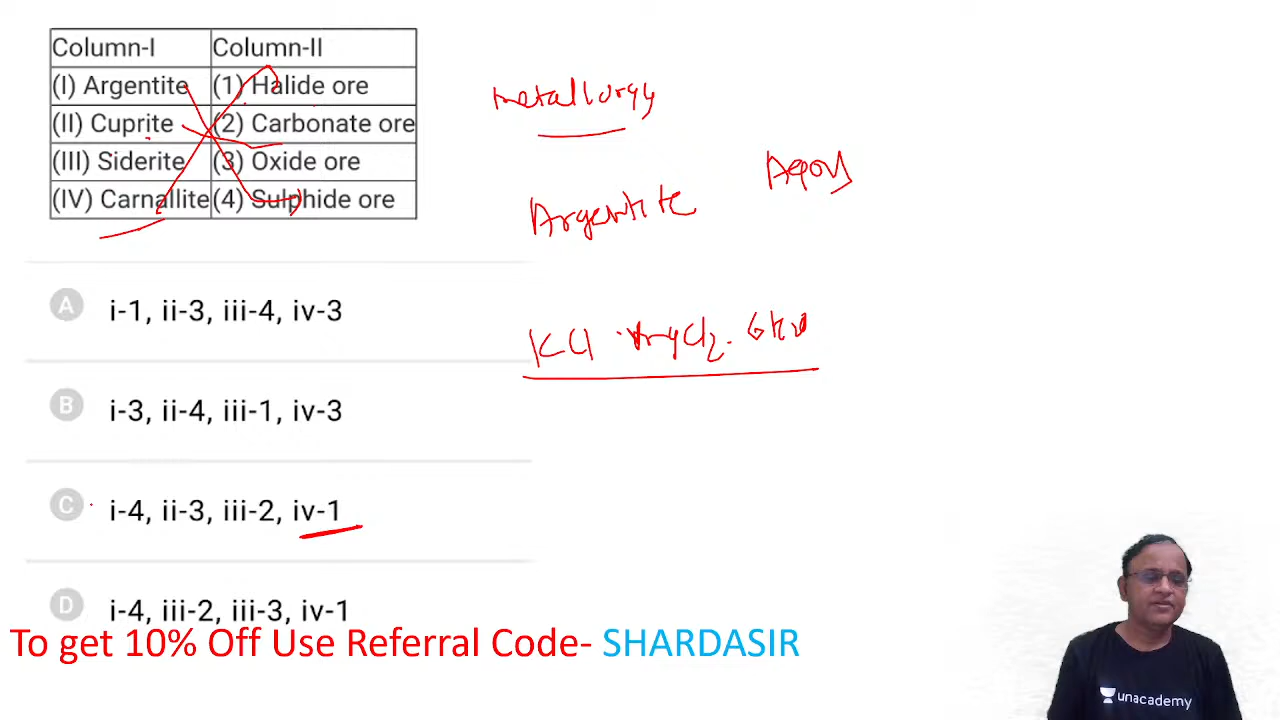 Column-I Column-II
(I) Argentite (1) Halide ore
(II) Cuprite (2) Carbonate ore
(III) Siderite (3) Oxide ore
(IV) Carnallite (4) Sulphide ore
metallurgy
Argentite
KCl
A i-1, ii-3, iii-4, iv-3
B i-3, ii-4, iii-1, iv-3
C i-4, ii-3, iii-2, iv-1
D i-4, iii-2, iii-3, iv-1
To get 10% Off Use Referral Code- SHARDASIR
unacademy